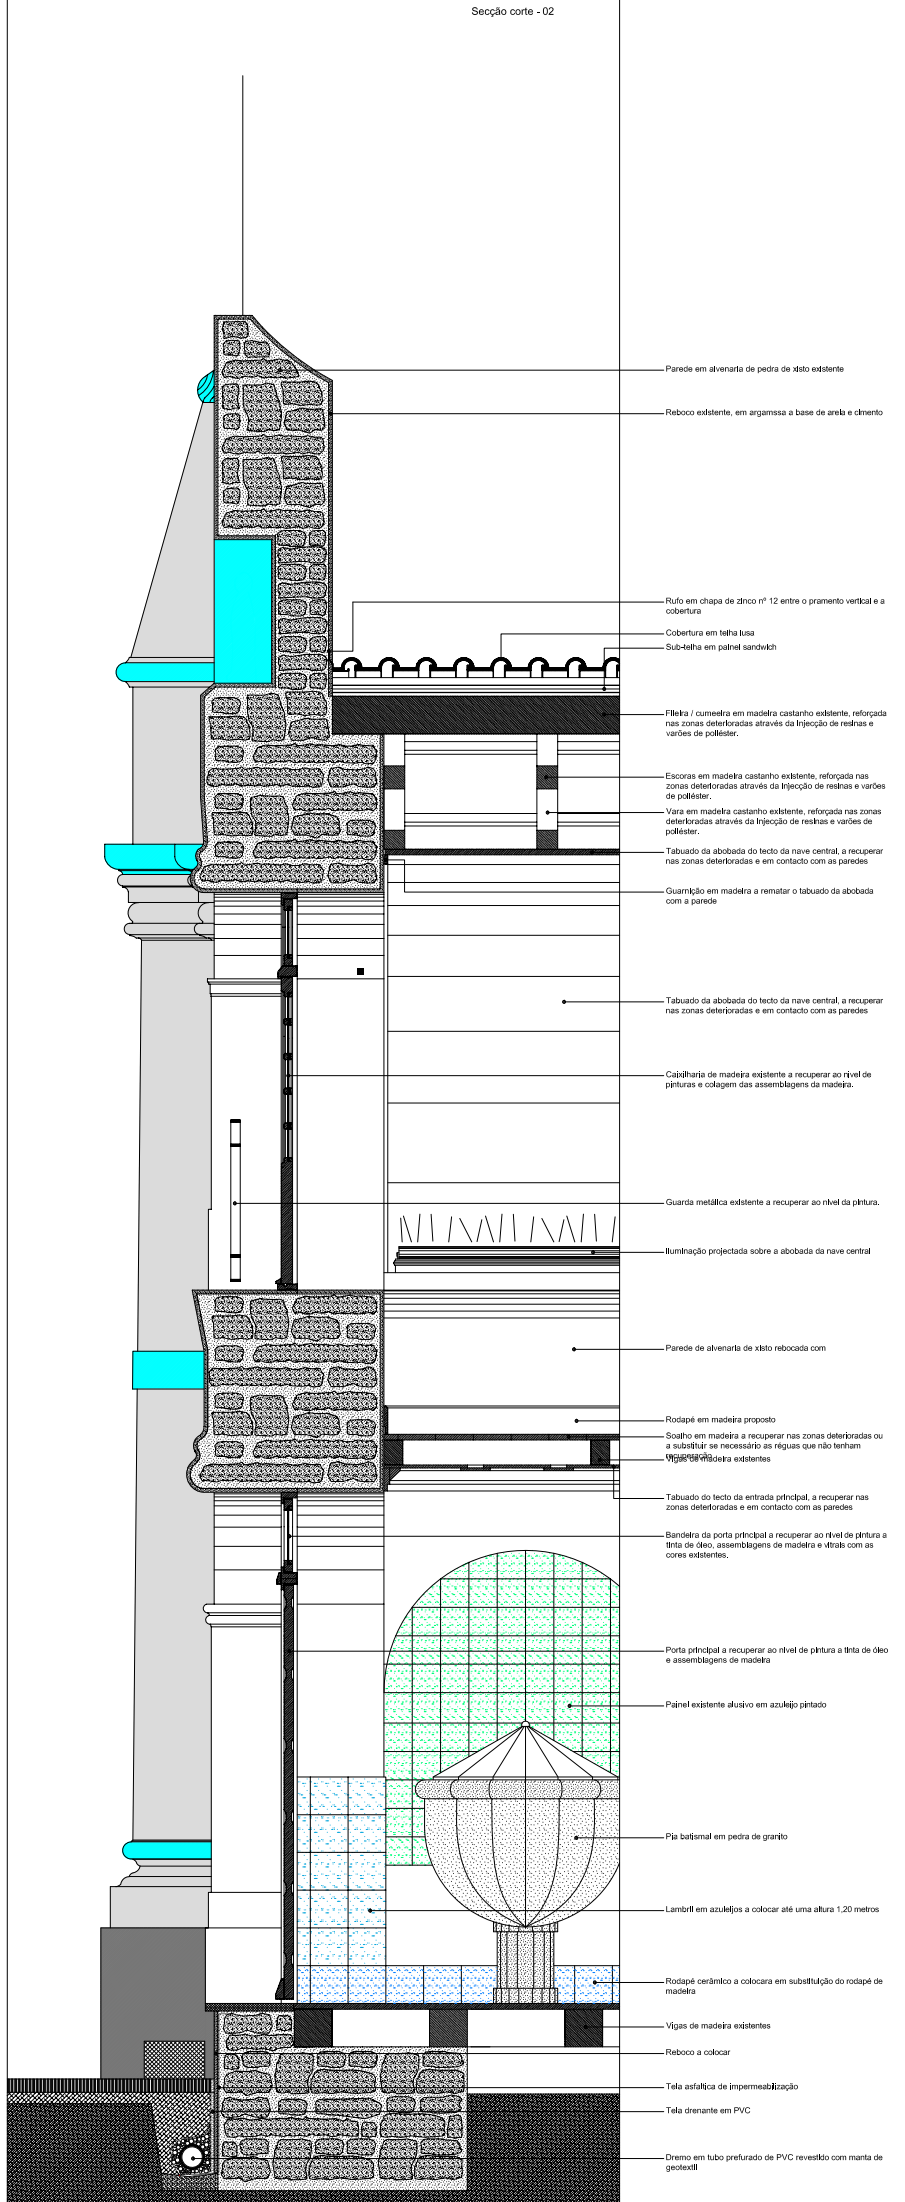 Secção corte - 02
Parede em alvenaria de pedra de xisto existente
Reboco existente, em argamssa a base de areia e cimento
Rufo em chapa de zinco nº 12 entre o pramento vertical e a
cobertura
Cobertura em telha lusa
Sub-telha em painel sandwich
Fileira / cumeeira em madeira castanho existente, reforçada
nas zonas deterioradas através da injecção de resinas e
varões de poliéster.
Escoras em madeira castanho existente, reforçada nas
zonas deterioradas através da injecção de resinas e varões
de poliéster.
Vara em madeira castanho existente, reforçada nas zonas
deterioradas através da injecção de resinas e varões de
poliéster.
Tabuado da abobada do tecto da nave central, a recuperar
nas zonas deterioradas e em contacto com as paredes
Guarnição em madeira a rematar o tabuado da abobada
com a parede
Tabuado da abobada do tecto da nave central, a recuperar
nas zonas deterioradas e em contacto com as paredes
Caixilharia de madeira existente a recuperar ao nivel de
pinturas e colagem das assemblagens da madeira.
Guarda metálica existente a recuperar ao nivel da pintura.
Iluminação projectada sobre a abobada da nave central
Parede de alvenaria de xisto rebocada com
Rodapé em madeira proposto
Soalho em madeira a recuperar nas zonas deterioradas ou
a substituir se necessário as réguas que não tenham
recuperação
Vigas de madeira existentes
Tabuado do tecto da entrada principal, a recuperar nas
zonas deterioradas e em contacto com as paredes
Bandeira da porta principal a recuperar ao nivel de pintura a
tinta de óleo, assemblagens de madeira e vitrais com as
cores existentes.
Porta principal a recuperar ao nivel de pintura a tinta de óleo
e assemblagens de madeira
Painel existente alusivo em azuleijo pintado
Pia batismal em pedra de granito
Lambril em azuleijos a colocar até uma altura 1,20 metros
Rodapé cerâmico a colocara em substituição do rodapé de
madeira
Vigas de madeira existentes
Reboco a colocar
Tela asfaltica de impermeabilização
Tela drenante em PVC
Dremo em tubo prefurado de PVC revestido com manta de
geotextil